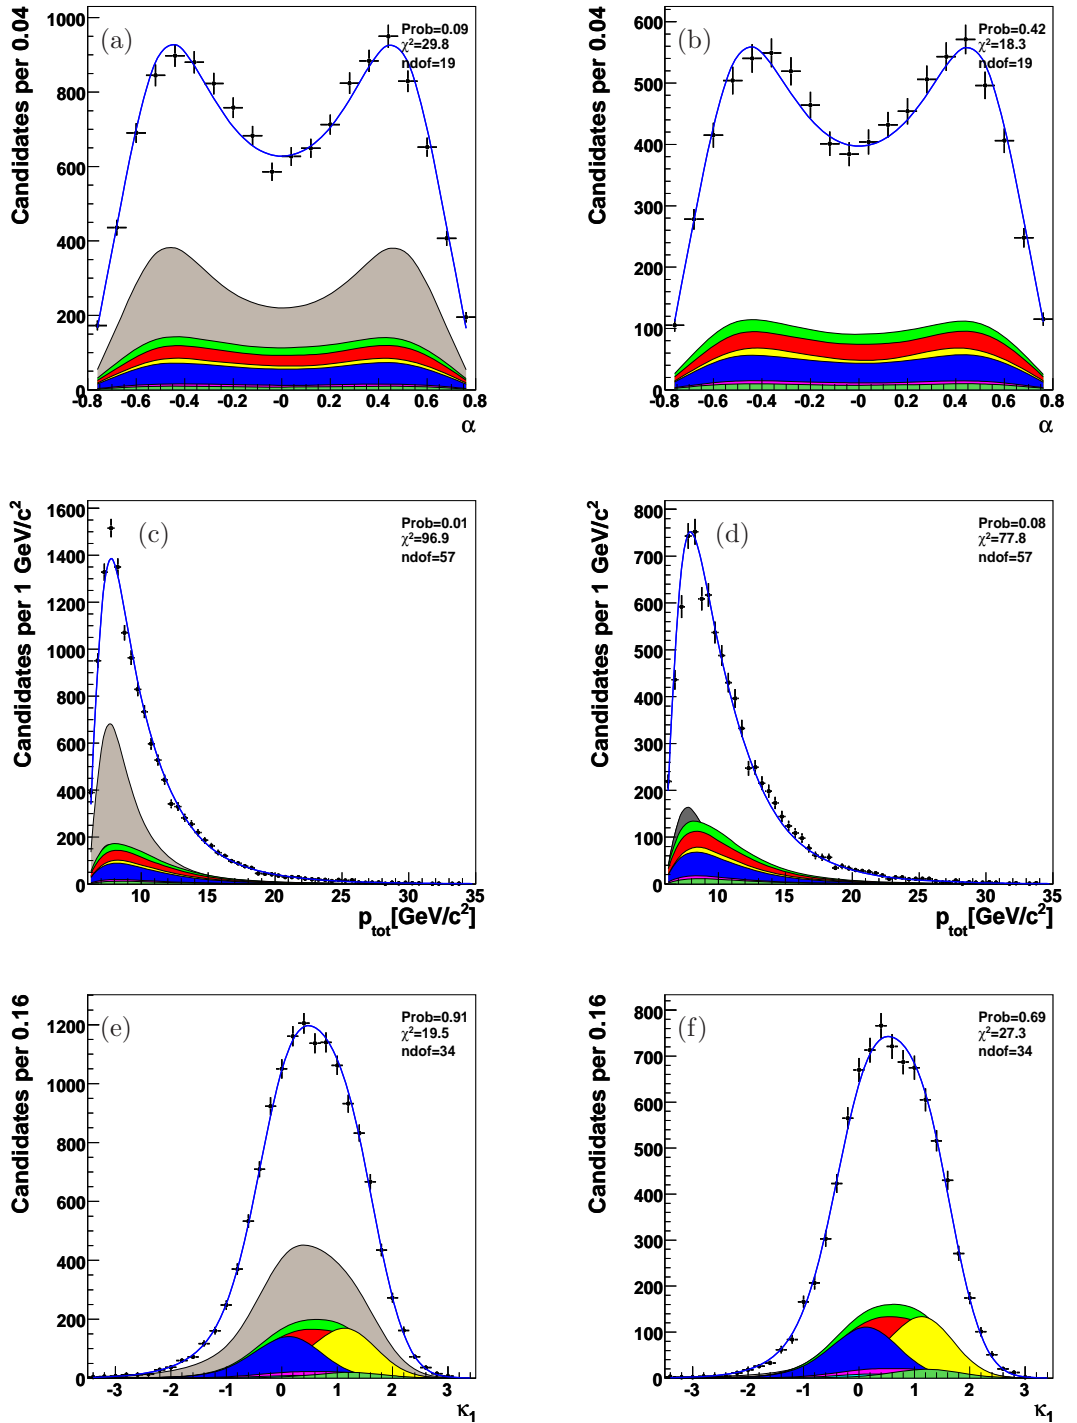 Candidates per 0.04
(a)
Prob=0.09
χ²=29.8
ndof=19
1000
800
600
400
200
0
-0.8 -0.6 -0.4 -0.2 -0 0.2 0.4 0.6 0.8
α
Candidates per 0.04
(b)
Prob=0.42
χ²=18.3
ndof=19
600
500
400
300
200
100
0
-0.8 -0.6 -0.4 -0.2 -0 0.2 0.4 0.6 0.8
α
Candidates per 1 GeV/c²
(c)
Prob=0.01
χ²=96.9
ndof=57
1600
1400
1200
1000
800
600
400
200
0
10 15 20 25 30 35
p_tot[GeV/c²]
Candidates per 1 GeV/c²
(d)
Prob=0.08
χ²=77.8
ndof=57
800
700
600
500
400
300
200
100
0
10 15 20 25 30 35
p_tot[GeV/c²]
Candidates per 0.16
(e)
Prob=0.91
χ²=19.5
ndof=34
1200
1000
800
600
400
200
0
-3 -2 -1 0 1 2 3
κ₁
Candidates per 0.16
(f)
Prob=0.69
χ²=27.3
ndof=34
800
700
600
500
400
300
200
100
0
-3 -2 -1 0 1 2 3
κ₁